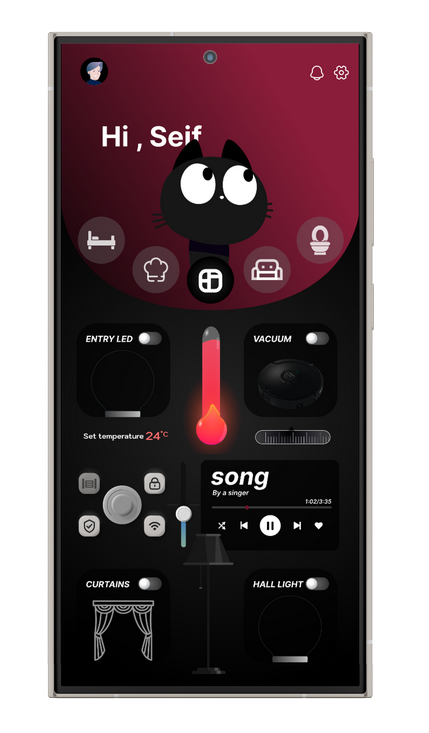 Hi , Seif
ENTRY LED
VACUUM
Set temperature 24°C
song
By a singer
1:02/3:35
CURTAINS
HALL LIGHT